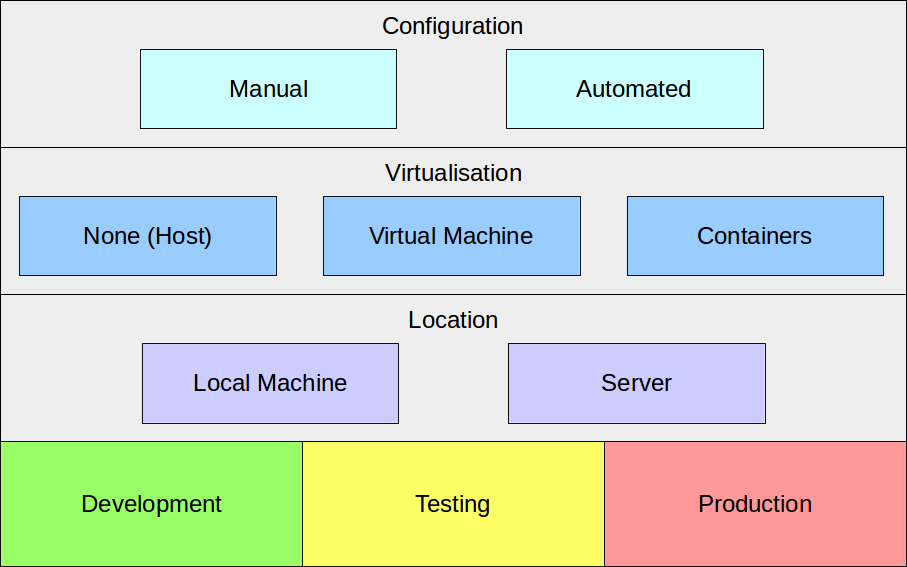 Configuration
Manual
Automated
Virtualisation
None (Host)
Virtual Machine
Containers
Location
Local Machine
Server
Development
Testing
Production